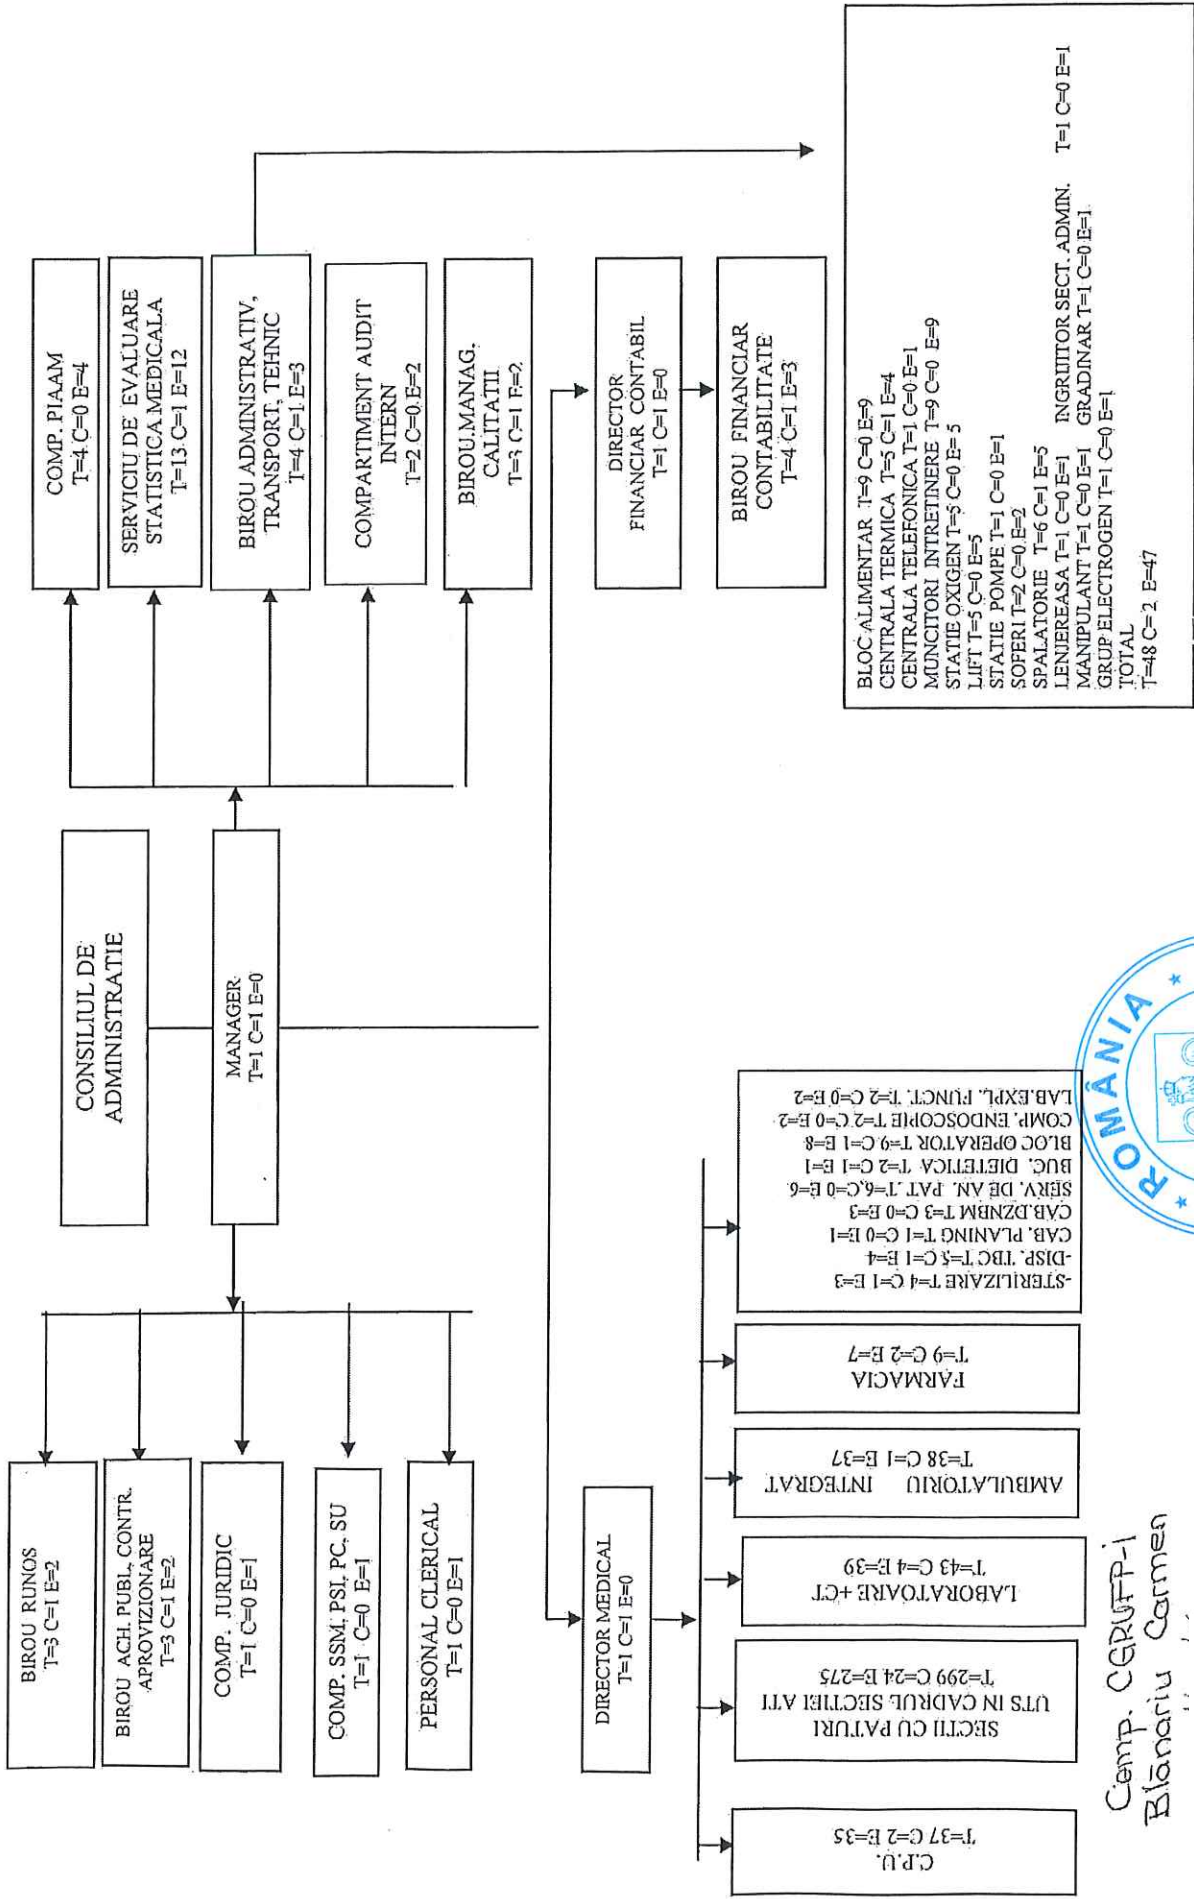 CONSILIUL DE
ADMINISTRATIE
MANAGER
T=1 C=1 E=0
BIROU RUNOS
T=3 C=1 E=2
BIROU ACH. PUBL, CONTR.
APROVIZIONARE
T=3 C=1 E=2
COMP. JURIDIC
T=1 C=0 E=1
COMP. SSM, PSI, PC, SU
T=1 C=0 E=1
PERSONAL CLERICAL
T=1 C=0 E=1
COMP. PIAAM
T=4 C=0 E=4
SERVICIU DE EVALUARE
STATISTICA MEDICALA
T=13 C=1 E=12
BIROU ADMINISTRATIV,
TRANSPORT, TEHNIC
T=4 C=1 E=3
COMPARTIMENT AUDIT
INTERN
T=2 C=0 E=2
BIROU.MANAG.
CALITATII
T=3 C=1 E=2
DIRECTOR MEDICAL
T=1 C=1 E=0
DIRECTOR
FINANCIAR CONTABIL
T=1 C=1 E=0
BIROU FINANCIAR
CONTABILITATE
T=4 C=1 E=3
C.P.U.
T=37 C=2 E=35
SECTII CU PATURI
UTS IN CADRUL SECTIEI ATI
T=299 C=24 E=275
LABORATOARE+CT
T=43 C=4 E=39
AMBULATORIU INTEGRAT
T=38 C=1 E=37
FARMACIA
T=9 C=2 E=7
-STERILIZARE T=4 C=1 E=3
-DISP. TBC T=5 C=1 E=4
CAB. PLANING T=1 C=0 E=1
CAB.DZNBM T=3 C=0 E=3
SERV. DE AN. PAT. T=6,C=0 E=6
BUC. DIETETICA T=2 C=1 E=1
BLOC OPERATOR T=9 C=1 E=8
COMP. ENDOSCOPIE T=2 C=0 E=2
LAB.EXPL. FUNCT. T=2 C=0 E=2
BLOC ALIMENTAR T=9 C=0 E=9
CENTRALA TERMICA T=5 C=1 E=4
CENTRALA TELEFONICA T=1 C=0 E=1
MUNCITORI INTRETINERE T=9 C=0 E=9
STATIE OXIGEN T=5 C=0 E= 5
LIFT T=5 C=0 E=5
STATIE POMPE T=1 C=0 E=1
SOFERI T=2 C=0 E=2
SPALATORIE T=6 C=1 E=5
LENJEREASA T=1 C=0 E=1 INGRIJITOR SECT. ADMIN. T=1 C=0 E=1
MANIPULANT T=1 C=0 E=1 GRADINAR T=1 C=0 E=1
GRUP ELECTROGEN T=1 C=0 E=1
TOTAL
T=48 C= 2 E=47
Comp. CGRUFP-i
Blănariu Carmen
ROMÂNIA